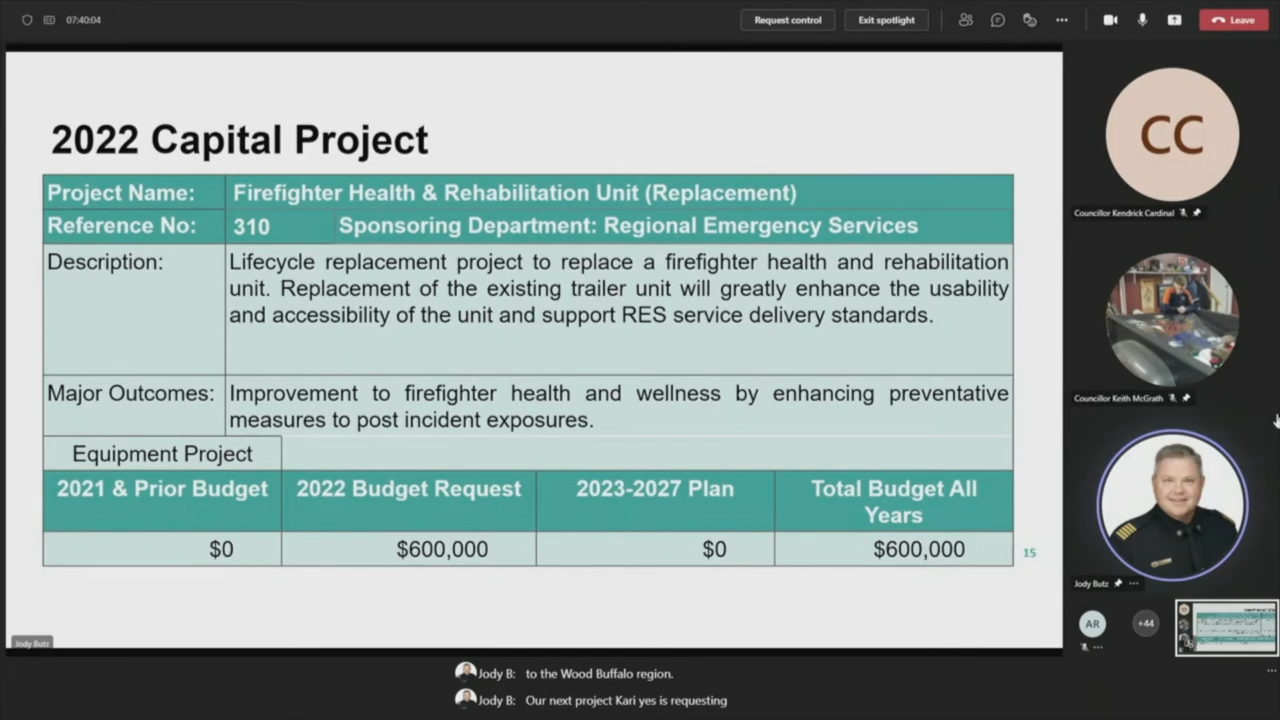 07:40:04
Request control
Exit spotlight
Leave
2022 Capital Project
Project Name:
Firefighter Health & Rehabilitation Unit (Replacement)
Reference No:
310
Sponsoring Department: Regional Emergency Services
Description:
Lifecycle replacement project to replace a firefighter health and rehabilitation
unit. Replacement of the existing trailer unit will greatly enhance the usability
and accessibility of the unit and support RES service delivery standards.
Major Outcomes:
Improvement to firefighter health and wellness by enhancing preventative
measures to post incident exposures.
Equipment Project
2021 & Prior Budget
2022 Budget Request
2023-2027 Plan
Total Budget All
Years
$0
$600,000
$0
$600,000
15
Jody Butz
CC
Councillor Kendrick Cardinal
Councillor Keith McGrath
Jody Butz
AR
+44
Jody B: to the Wood Buffalo region.
Jody B: Our next project Kari yes is requesting